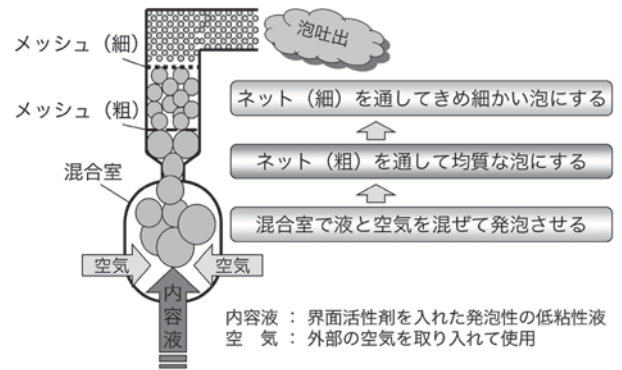 泡吐出
メッシュ（細）
メッシュ（粗）
混合室
空気
空気
内容液
ネット（細）を通してきめ細かい泡にする
ネット（粗）を通して均質な泡にする
混合室で液と空気を混ぜて発泡させる
内容液 ： 界面活性剤を入れた発泡性の低粘性液
空　気 ： 外部の空気を取り入れて使用